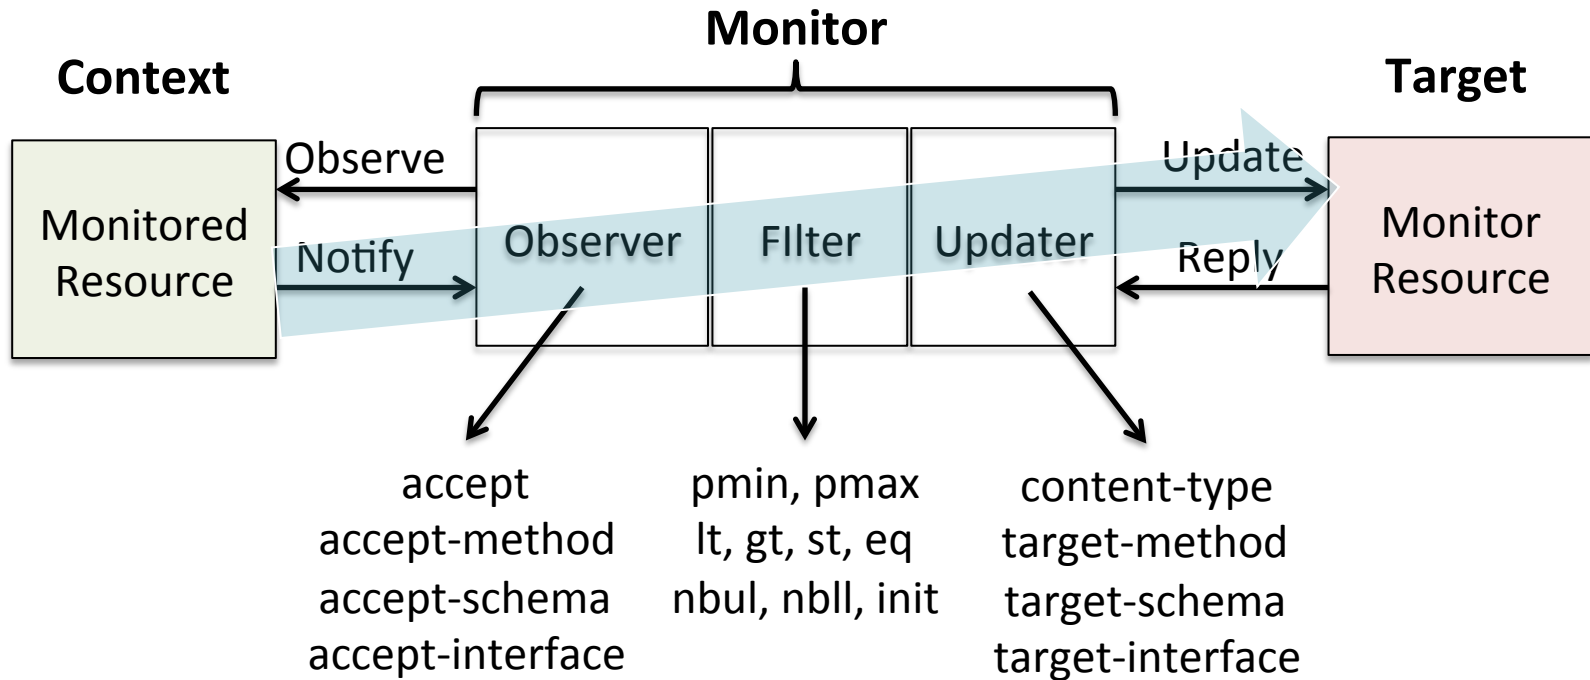 Monitor
Context
Target
Observe
Update
Monitored
Resource
Notify
Observer
FIlter
Updater
Reply
Monitor
Resource
accept
accept-method
accept-schema
accept-interface
pmin, pmax
lt, gt, st, eq
nbul, nbll, init
content-type
target-method
target-schema
target-interface